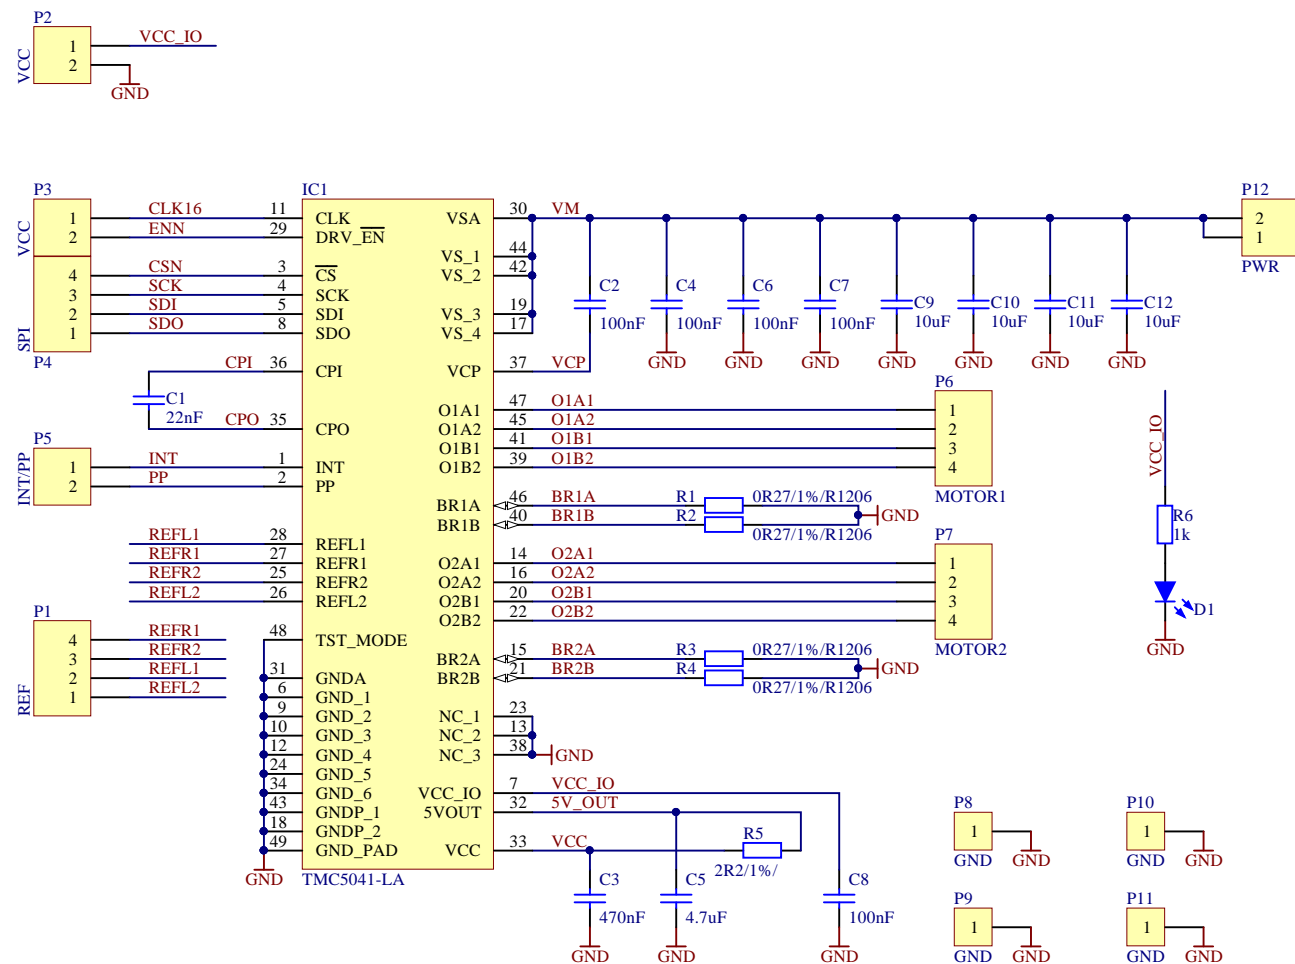 P2
VCC
1 VCC_IO
2
GND
P3
VCC
1 CLK16 11
2 ENN 29
4 CSN 3
3 SCK 4
2 SDI 5
1 SDO 8
SPI
P4
CPI 36
C1
22nF
CPO 35
P5
INT/PP
1 INT 1
2 PP 2
REFL1 28
REFR1 27
REFR2 25
REFL2 26
P1
REF
4 REFR1
3 REFR2
2 REFL1
1 REFL2
48
31
6
9
10
12
24
34
43
18
49
GND
IC1
CLK
DRV_EN
CS
SCK
SDI
SDO
CPI
CPO
INT
PP
REFL1
REFR1
REFR2
REFL2
TST_MODE
GNDA
GND_1
GND_2
GND_3
GND_4
GND_5
GND_6
GNDP_1
GNDP_2
GND_PAD
TMC5041-LA
VSA 30 VM
VS_1 44
VS_2 42
VS_3 19
VS_4 17
VCP 37 VCP
O1A1 47 O1A1
O1A2 45 O1A2
O1B1 41 O1B1
O1B2 39 O1B2
BR1A 46 BR1A R1 0R27/1%/R1206
BR1B 40 BR1B R2 0R27/1%/R1206
GND
O2A1 14 O2A1
O2A2 16 O2A2
O2B1 20 O2B1
O2B2 22 O2B2
BR2A 15 BR2A R3 0R27/1%/R1206
BR2B 21 BR2B R4 0R27/1%/R1206
GND
NC_1 23
NC_2 13
NC_3 38 GND
VCC_IO 7 VCC_IO
5VOUT 32 5V_OUT
VCC 33 VCC
R5
2R2/1%/
C3
470nF
GND
C5
4.7uF
GND
C8
100nF
GND
C2
100nF
C4
100nF
GND
C6
100nF
GND
C7
100nF
GND
C9
10uF
GND
C10
10uF
GND
C11
10uF
GND
C12
10uF
GND
P12
2
1
PWR
P6
1
2
3
4
MOTOR1
P7
1
2
3
4
MOTOR2
VCC_IO
R6
1k
D1
GND
P8
1
GND GND
P10
1
GND GND
P9
1
GND GND
P11
1
GND GND